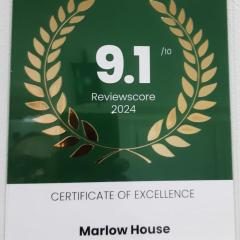 9.1 /10
Reviewscore
2024
CERTIFICATE OF EXCELLENCE
Marlow House